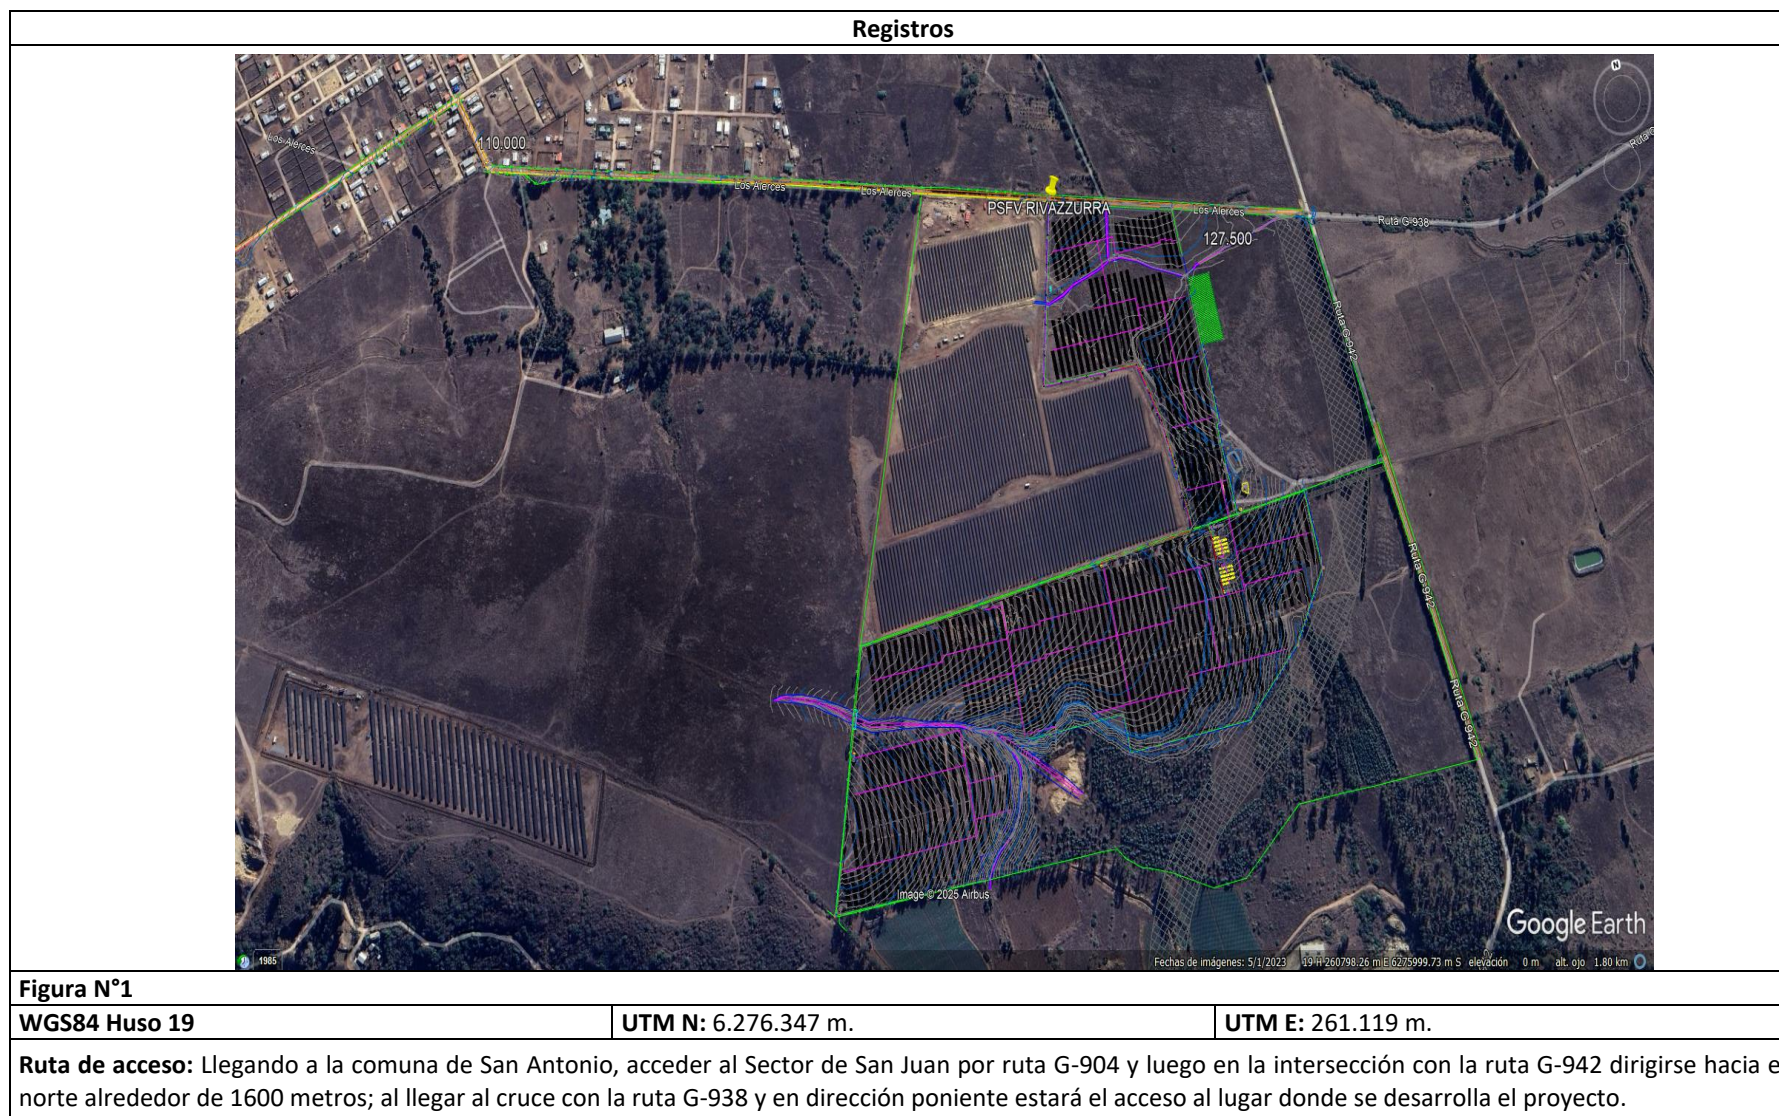 Registros
N
Los Alerces
110.000
Los Alerces
Los Alerces
PSFV RIVAZZURRA
Los Alerces
Ruta G-938
127.500
Ruta G-942
Ruta G-942
Ruta G-942
Image © 2025 Airbus
Google Earth
1985
Fechas de imágenes: 5/1/2023 19 H 260798.26 m E 6275999.73 m S elevación 0 m alt. ojo 1.80 km
Figura N°1
WGS84 Huso 19 UTM N: 6.276.347 m. UTM E: 261.119 m.
Ruta de acceso: Llegando a la comuna de San Antonio, acceder al Sector de San Juan por ruta G-904 y luego en la intersección con la ruta G-942 dirigirse hacia e
norte alrededor de 1600 metros; al llegar al cruce con la ruta G-938 y en dirección poniente estará el acceso al lugar donde se desarrolla el proyecto.